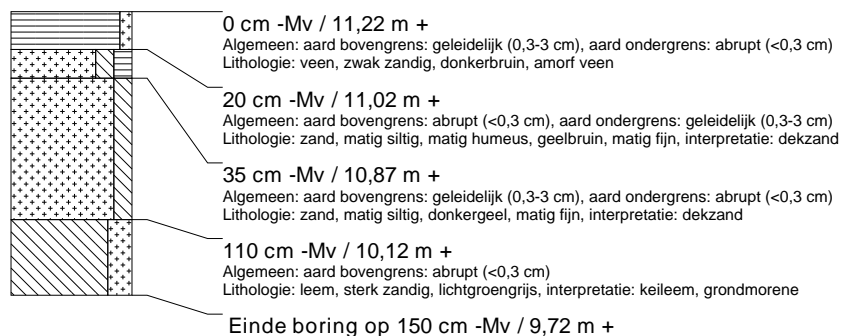 0 cm -Mv / 11,22 m +
Algemeen: aard bovengrens: geleidelijk (0,3-3 cm), aard ondergrens: abrupt (<0,3 cm)
Lithologie: veen, zwak zandig, donkerbruin, amorf veen
20 cm -Mv / 11,02 m +
Algemeen: aard bovengrens: abrupt (<0,3 cm), aard ondergrens: geleidelijk (0,3-3 cm)
Lithologie: zand, matig siltig, matig humeus, geelbruin, matig fijn, interpretatie: dekzand
35 cm -Mv / 10,87 m +
Algemeen: aard bovengrens: geleidelijk (0,3-3 cm), aard ondergrens: abrupt (<0,3 cm)
Lithologie: zand, matig siltig, donkergeel, matig fijn, interpretatie: dekzand
110 cm -Mv / 10,12 m +
Algemeen: aard bovengrens: abrupt (<0,3 cm)
Lithologie: leem, sterk zandig, lichtgroengrijs, interpretatie: keileem, grondmorene
Einde boring op 150 cm -Mv / 9,72 m +